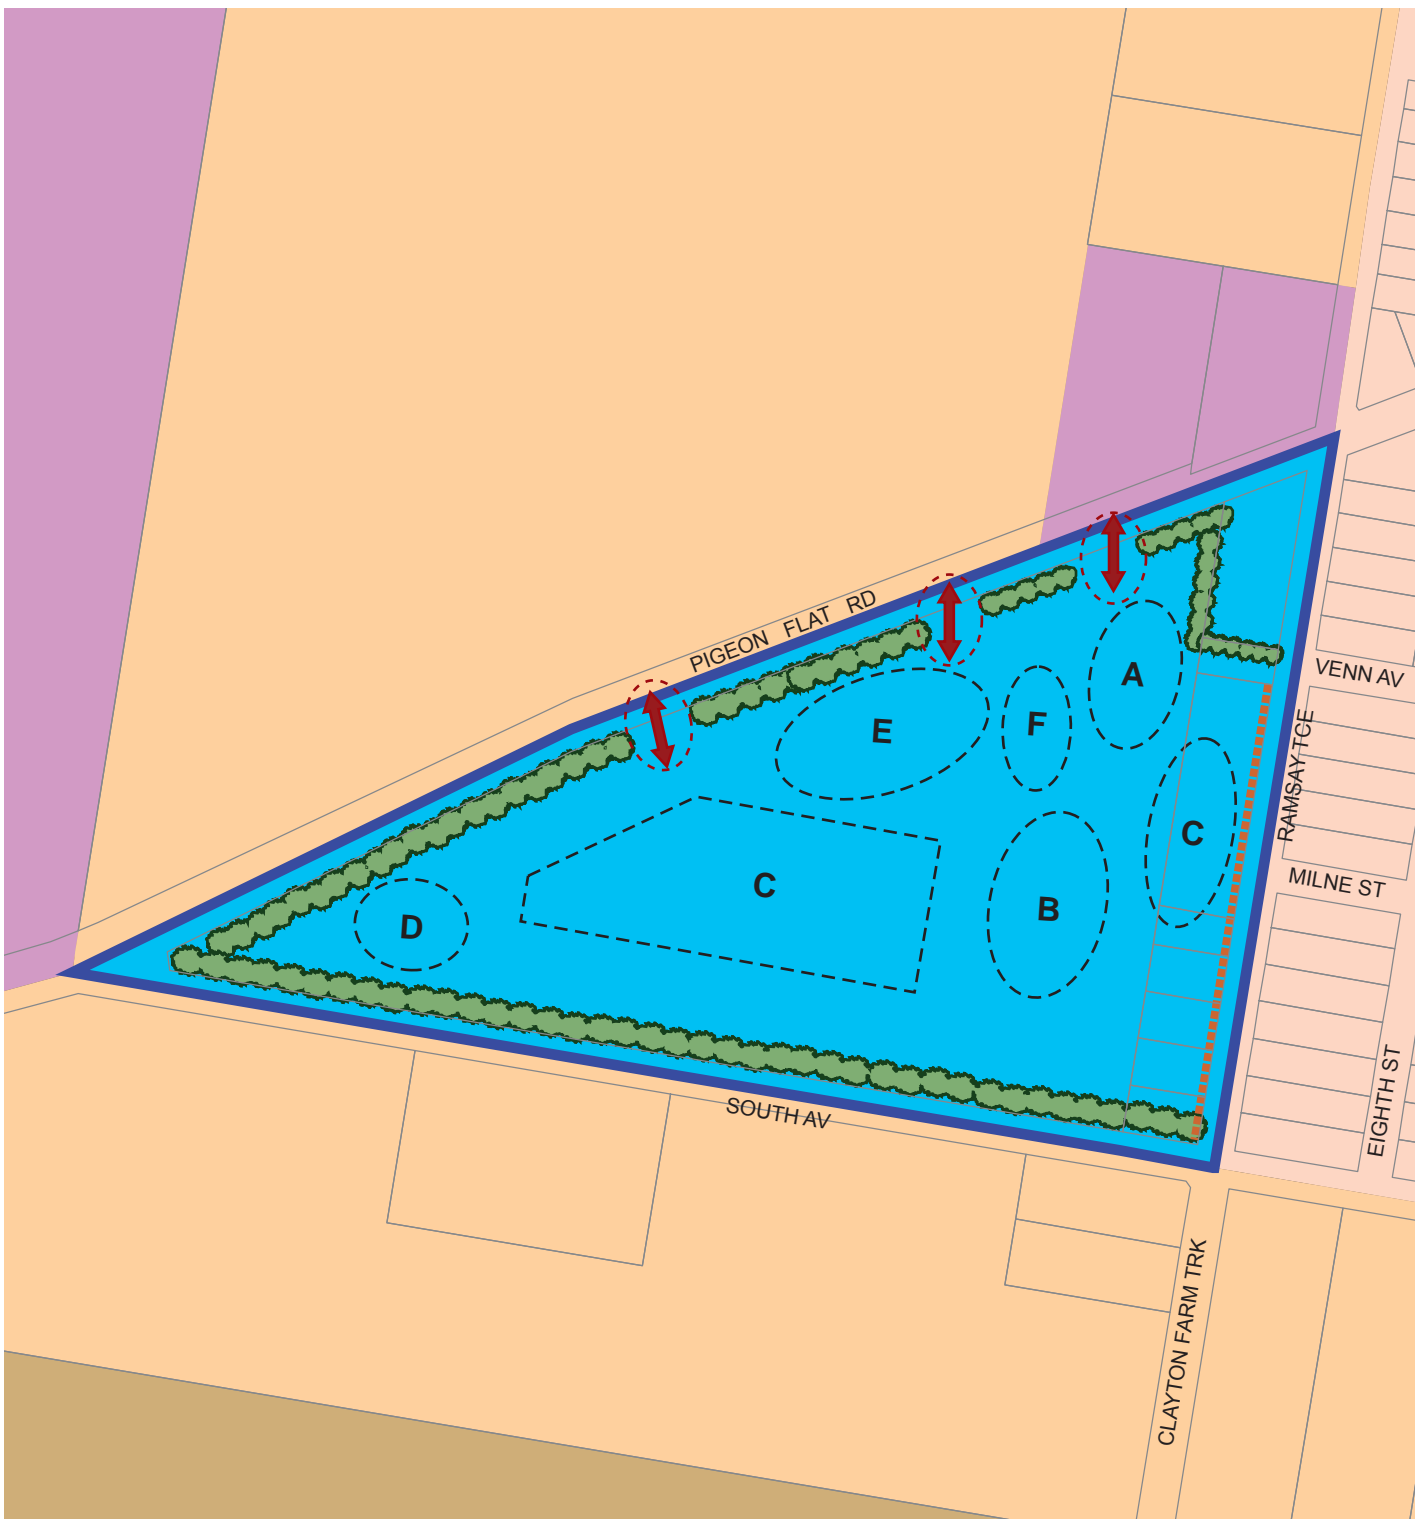 PIGEON FLAT RD
A
VENN AV
E
F
RAMSAY TCE
C
MILNE ST
C
B
D
EIGHTH ST
SOUTH AV
CLAYTON FARM TRK